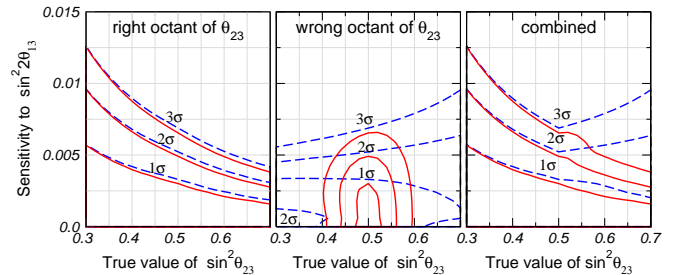 right octant of θ23
wrong octant of θ23
combined
Sensitivity to sin²2θ13
0.015
0.01
0.005
0.0
3σ
2σ
1σ
3σ
2σ
1σ
2σ
3σ
2σ
1σ
0.3 0.4 0.5 0.6 0.3 0.4 0.5 0.6 0.3 0.4 0.5 0.6 0.7
True value of sin²θ23
True value of sin²θ23
True value of sin²θ23